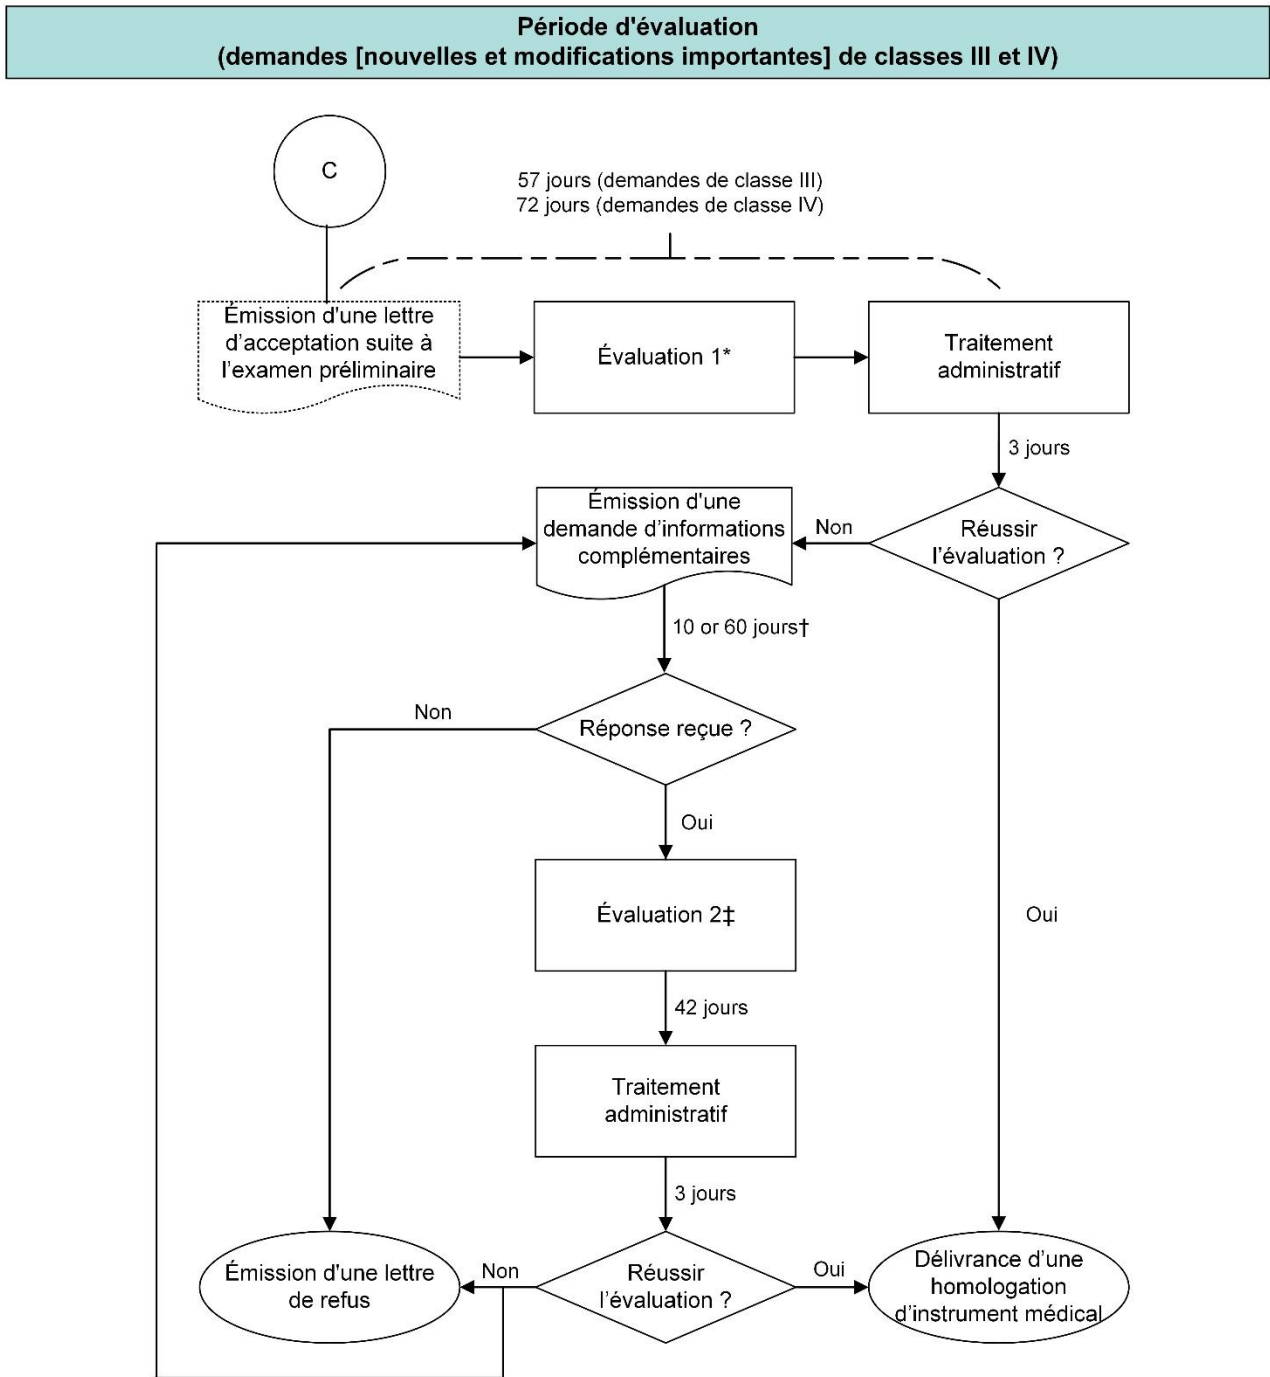 Période d'évaluation
(demandes [nouvelles et modifications importantes] de classes III et IV)
C
57 jours (demandes de classe III)
72 jours (demandes de classe IV)
Émission d'une lettre
d’acceptation suite à
l’examen préliminaire
Évaluation 1*
Traitement
administratif
3 jours
Émission d'une
demande d’informations
complémentaires
Non
Réussir
l’évaluation ?
10 or 60 jours†
Non
Réponse reçue ?
Oui
Évaluation 2‡
Oui
42 jours
Traitement
administratif
3 jours
Émission d'une lettre
de refus
Non
Réussir
l’évaluation ?
Oui
Délivrance d’une
homologation
d’instrument médical